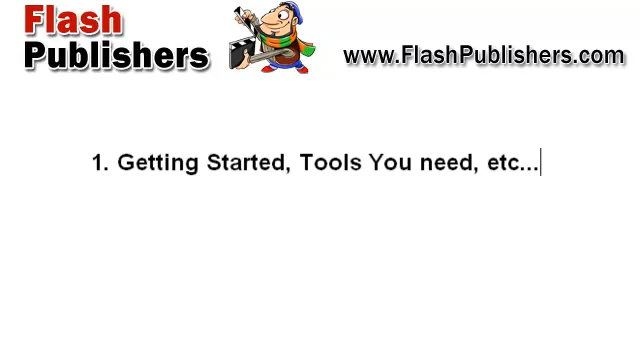 Flash
Publishers
www.FlashPublishers.com
1. Getting Started, Tools You need, etc...